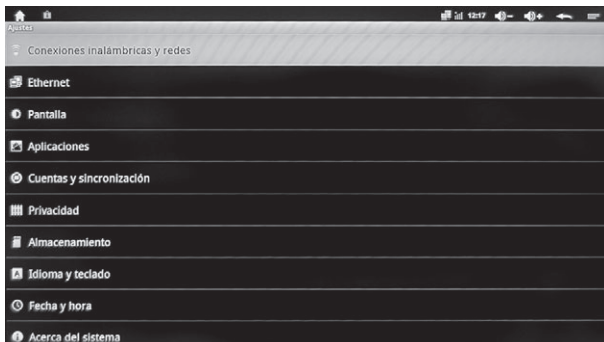 12:17
Ajustes
Conexiones inalámbricas y redes
Ethernet
Pantalla
Aplicaciones
Cuentas y sincronización
Privacidad
Almacenamiento
Idioma y teclado
Fecha y hora
Acerca del sistema